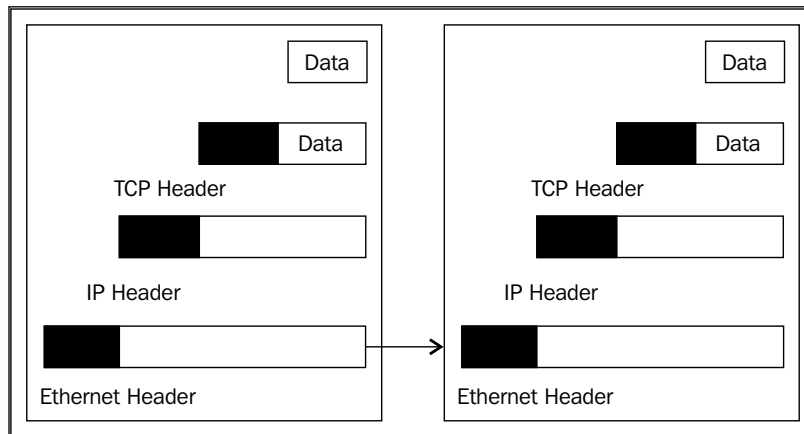 Data
Data
TCP Header
IP Header
Ethernet Header
Data
Data
TCP Header
IP Header
Ethernet Header